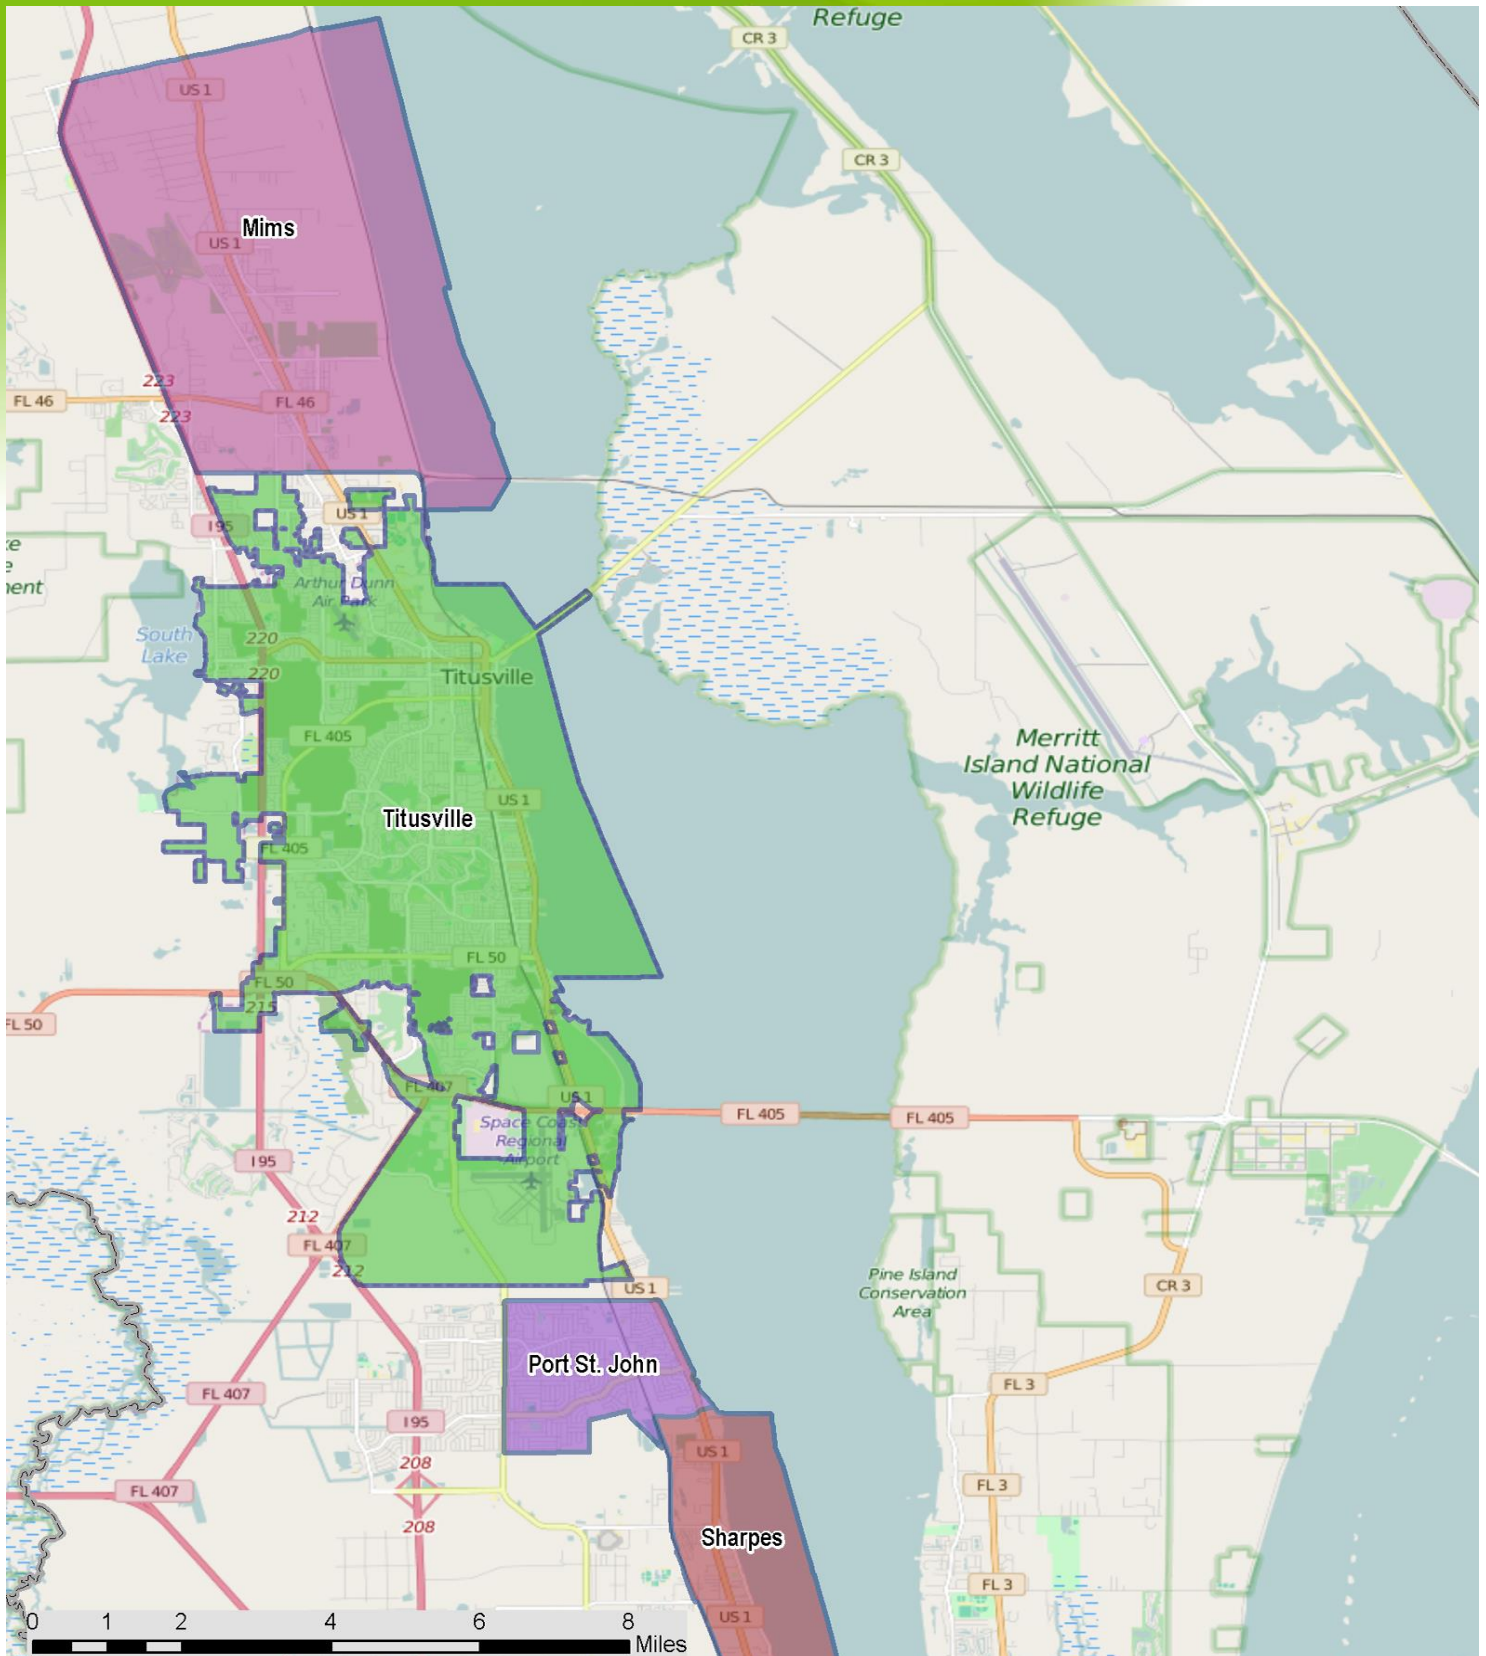 Refuge
CR 3
US 1
CR 3
Mims
US 1
223
FL 46
FL 46
223
US 1
I 95
ke
e
ent
Arthur Dunn
Air Park
South
Lake
220
220
Titusville
FL 405
Merritt
Island National
Wildlife
Refuge
US 1
Titusville
FL 405
FL 50
FL 50
215
FL 50
FL 407
US 1
FL 405
FL 405
Space Coast
Regional
Airport
I 95
212
FL 407
212
US 1
Pine Island
Conservation
Area
CR 3
Port St. John
FL 407
FL 3
I 95
US 1
208
FL 407
FL 3
208
Sharpes
FL 3
US 1
0 1 2 4 6 8
Miles